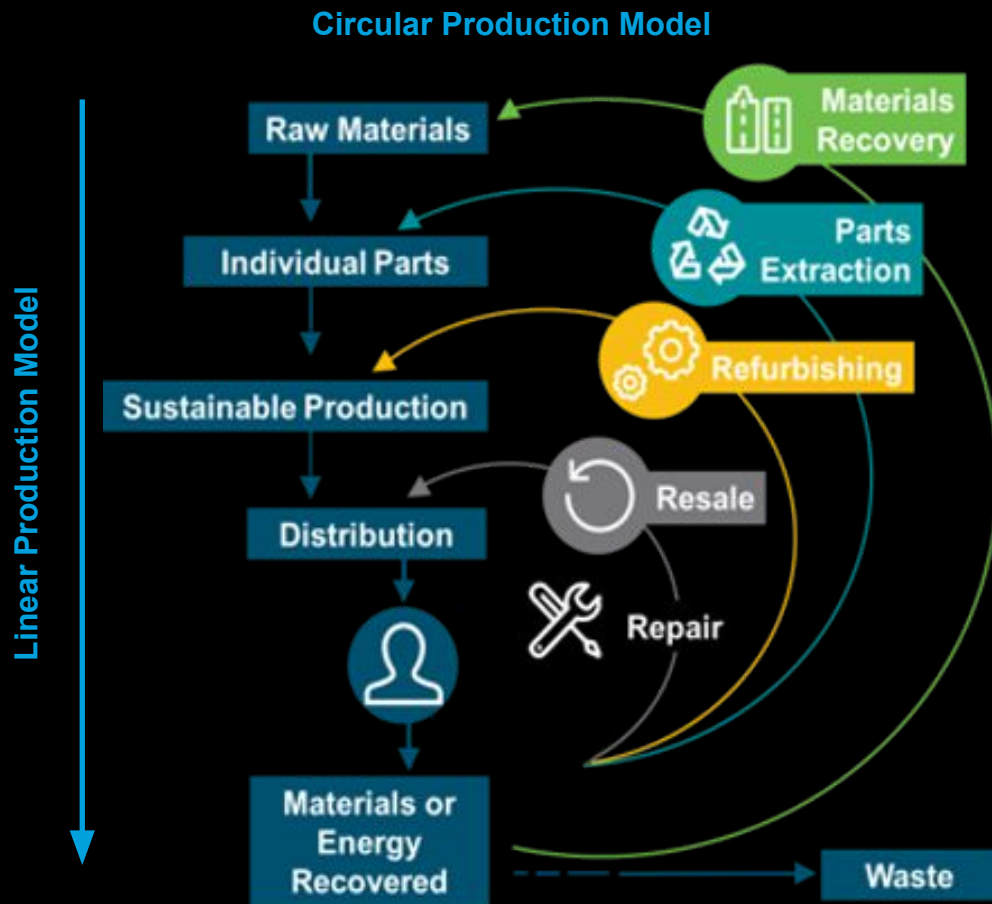 Circular Production Model
Linear Production Model
Raw Materials
Materials
Recovery
Individual Parts
Parts
Extraction
Sustainable Production
Refurbishing
Distribution
Resale
Repair
Materials or
Energy
Recovered
Waste